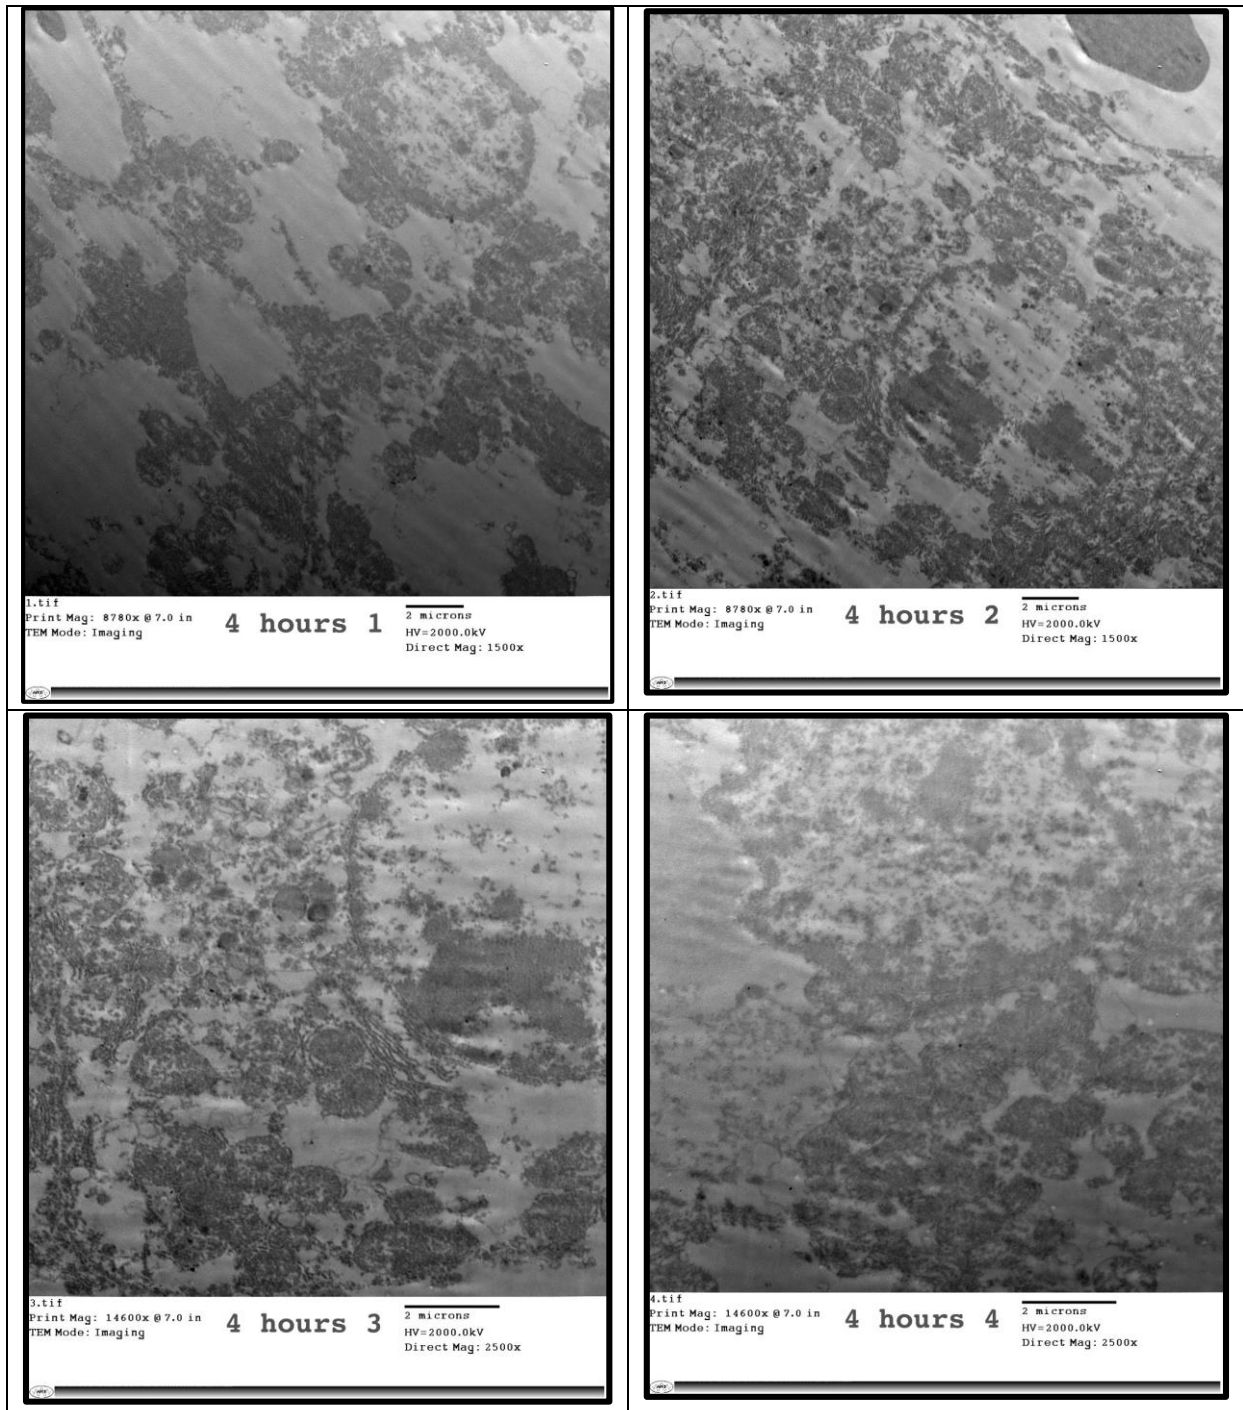 1.tif
Print Mag: 8780x @ 7.0 in
TEM Mode: Imaging
4 hours 1
2 microns
HV=2000.0kV
Direct Mag: 1500x
2.tif
Print Mag: 8780x @ 7.0 in
TEM Mode: Imaging
4 hours 2
2 microns
HV=2000.0kV
Direct Mag: 1500x
3.tif
Print Mag: 14600x @ 7.0 in
TEM Mode: Imaging
4 hours 3
2 microns
HV=2000.0kV
Direct Mag: 2500x
4.tif
Print Mag: 14600x @ 7.0 in
TEM Mode: Imaging
4 hours 4
2 microns
HV=2000.0kV
Direct Mag: 2500x